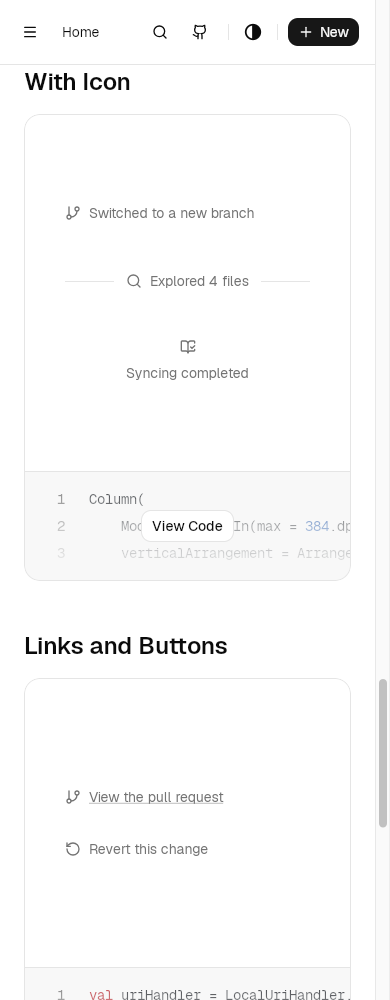 Home
New
With Icon
Switched to a new branch
Explored 4 files
Syncing completed
1 Column(
2 View Code In(max = 384.dp
3 verticalArrangement = Arrange
Links and Buttons
View the pull request
Revert this change
1 val uriHandler = LocalUriHandler.